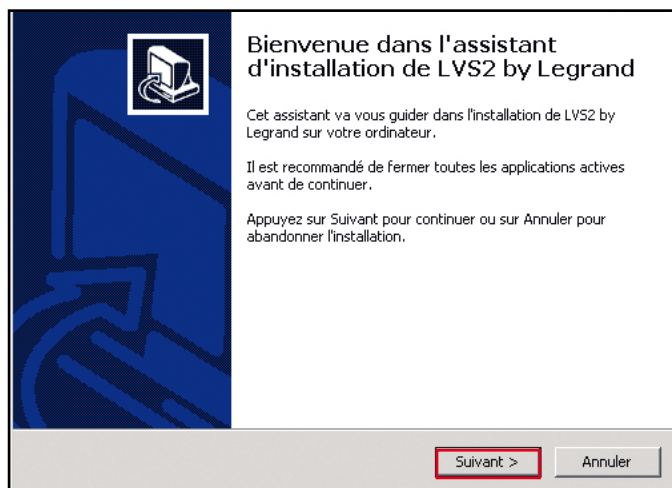 Bienvenue dans l'assistant
d'installation de LVS2 by Legrand
Cet assistant va vous guider dans l'installation de LVS2 by
Legrand sur votre ordinateur.
Il est recommandé de fermer toutes les applications actives
avant de continuer.
Appuyez sur Suivant pour continuer ou sur Annuler pour
abandonner l'installation.
Suivant >
Annuler